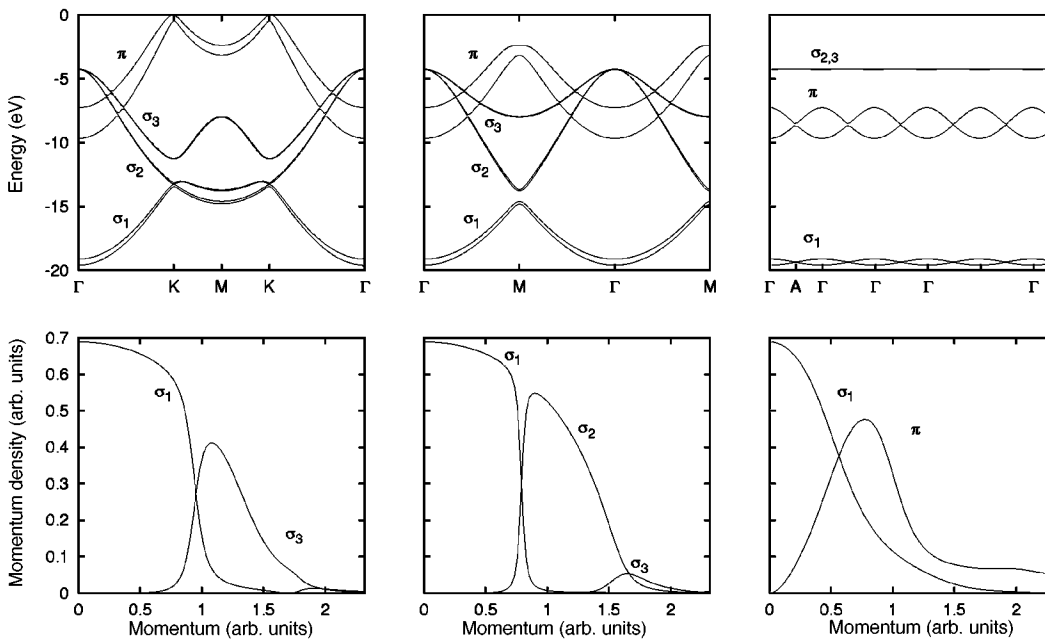 0
-5
-10
-15
-20
Energy (eV)
π
σ3
σ2
σ1
Γ K M K Γ
π
σ3
σ2
σ1
Γ M Γ M
σ2,3
π
σ1
Γ A Γ Γ Γ Γ
0.7
0.6
0.5
0.4
0.3
0.2
0.1
0
Momentum density (arb. units)
σ1
σ3
0 0.5 1 1.5 2
Momentum (arb. units)
σ1
σ2
σ3
0 0.5 1 1.5 2
Momentum (arb. units)
σ1
π
0 0.5 1 1.5 2
Momentum (arb. units)